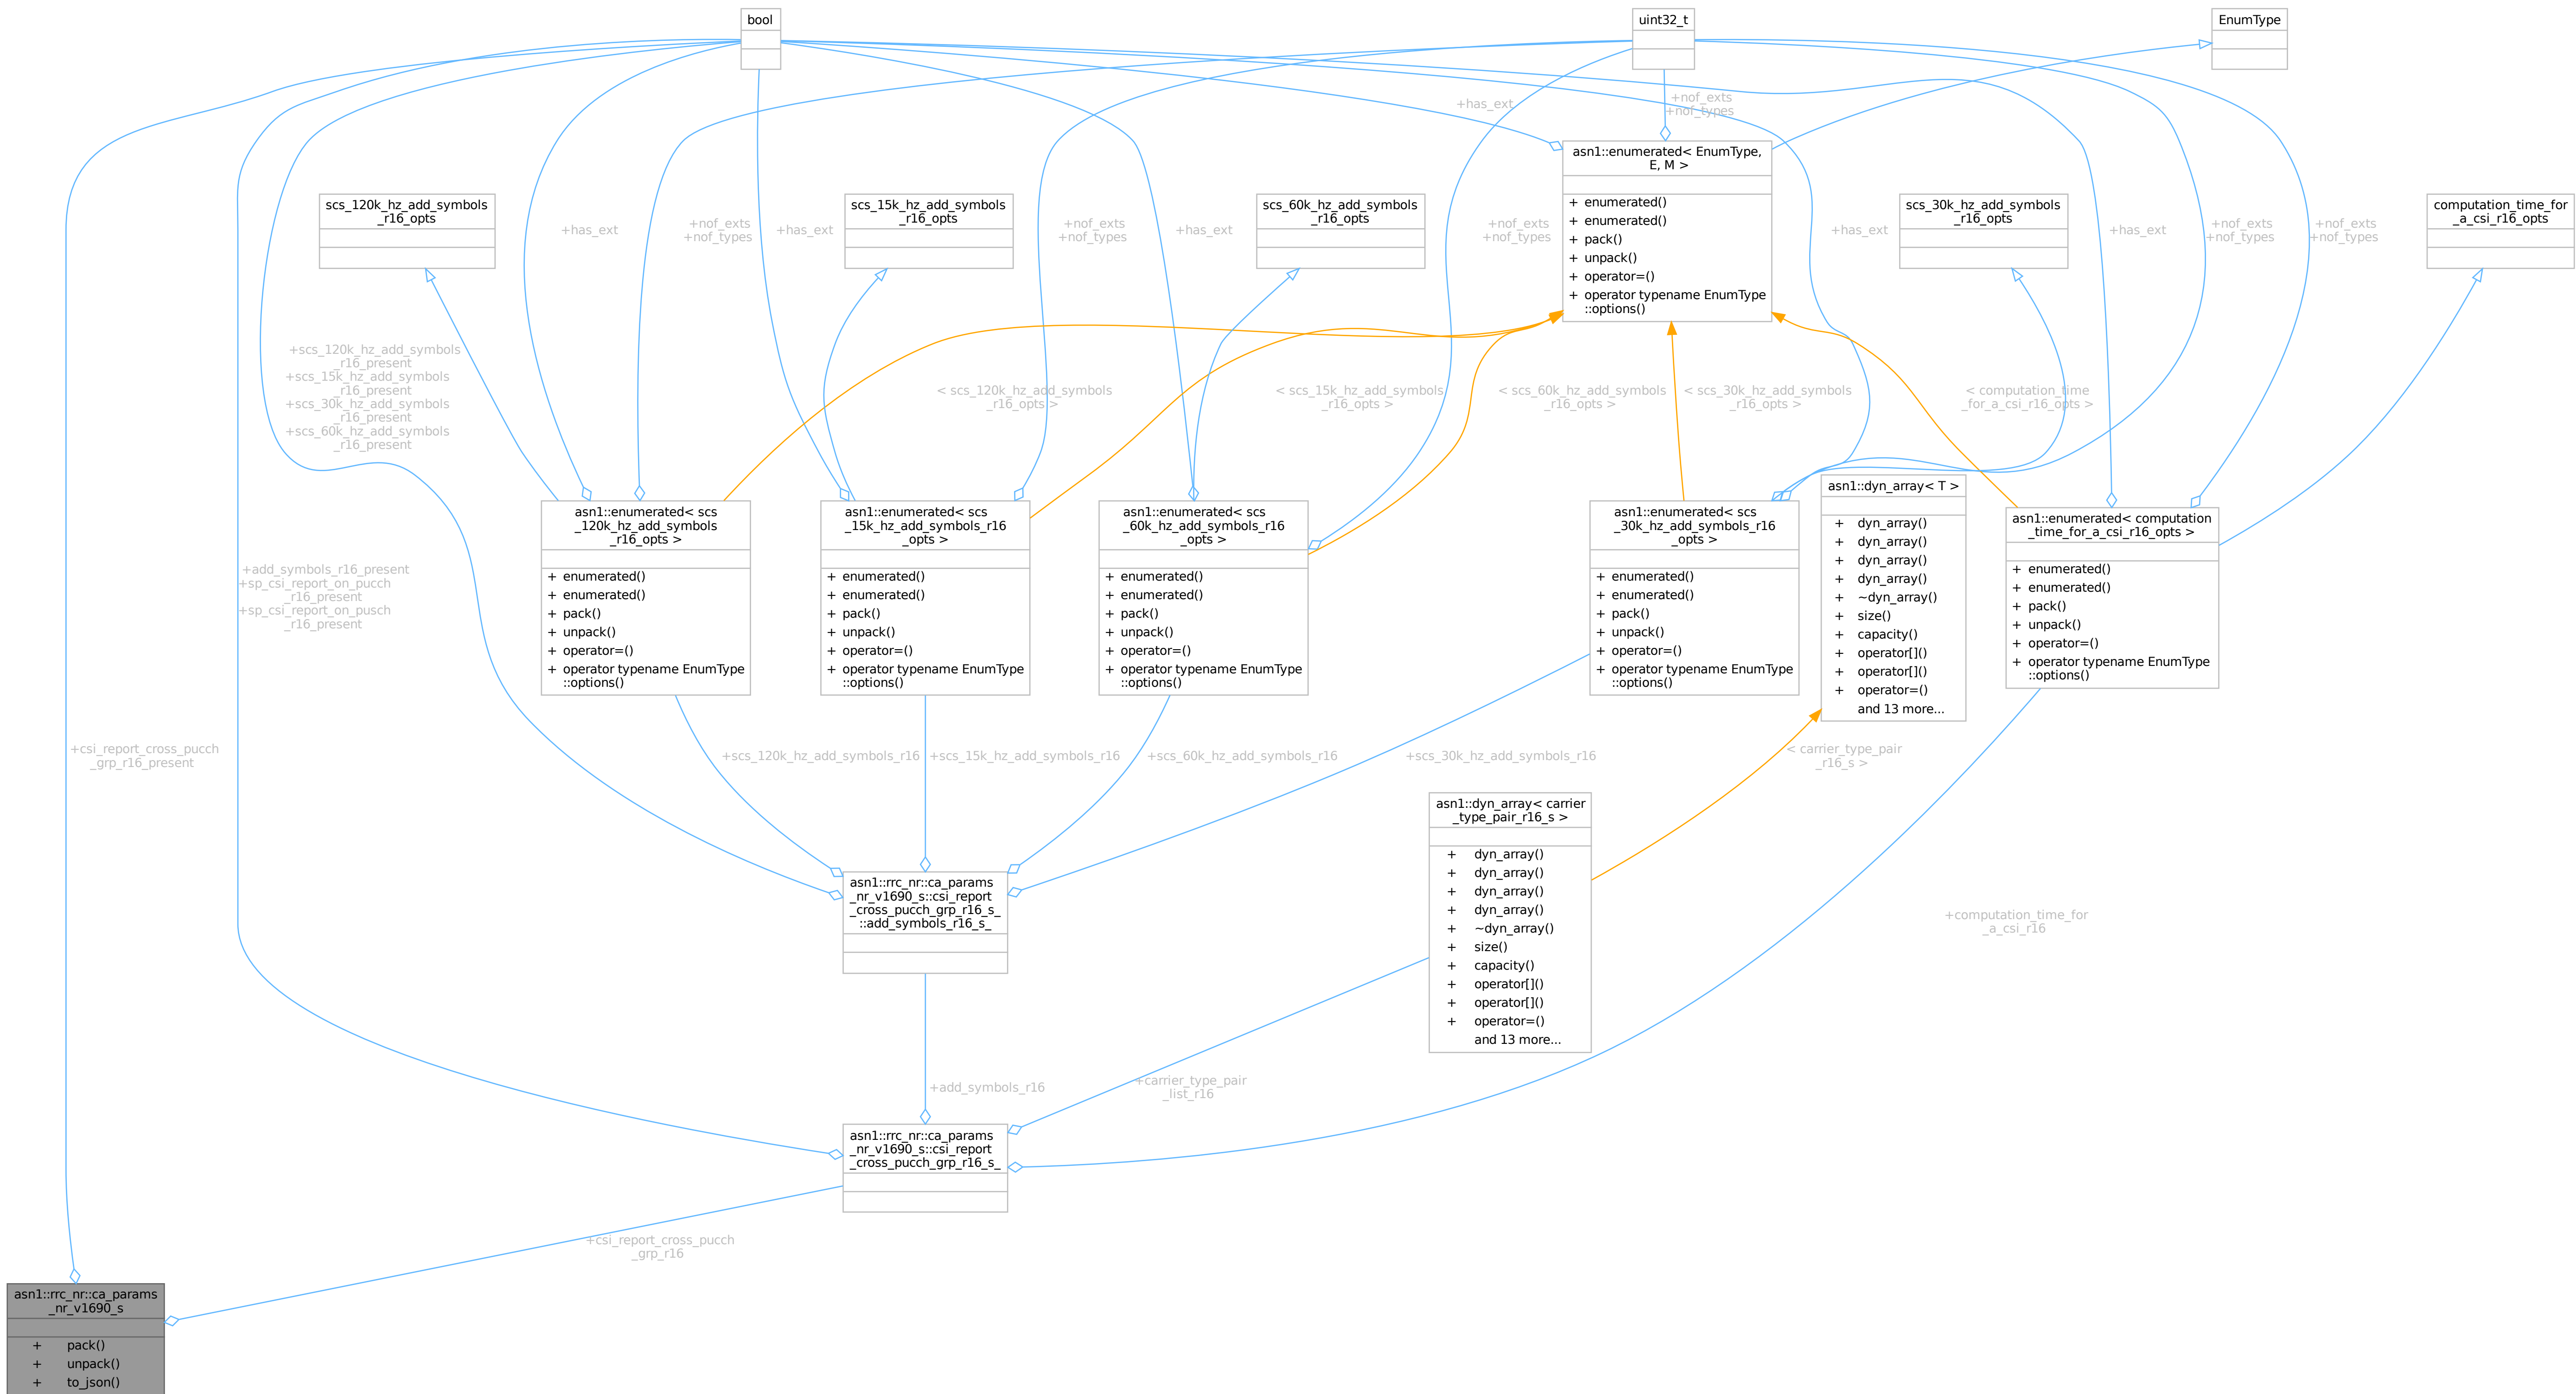 bool
uint32_t
EnumType
+has_ext
+nof_exts
+nof_types
asn1::enumerated< EnumType,
E, M >
+ enumerated()
+ enumerated()
+ pack()
+ unpack()
+ operator=()
+ operator typename EnumType
::options()
scs_120k_hz_add_symbols
_r16_opts
scs_15k_hz_add_symbols
_r16_opts
scs_60k_hz_add_symbols
_r16_opts
scs_30k_hz_add_symbols
_r16_opts
computation_time_for
_a_csi_r16_opts
+has_ext
+nof_exts
+nof_types
+has_ext
+nof_exts
+nof_types
+has_ext
+nof_exts
+nof_types
+has_ext
+has_ext
+nof_exts
+nof_types
+nof_exts
+nof_types
+scs_120k_hz_add_symbols
_r16_present
+scs_15k_hz_add_symbols
_r16_present
+scs_30k_hz_add_symbols
_r16_present
+scs_60k_hz_add_symbols
_r16_present
< scs_120k_hz_add_symbols
_r16_opts >
< scs_15k_hz_add_symbols
_r16_opts >
< scs_60k_hz_add_symbols
_r16_opts >
< scs_30k_hz_add_symbols
_r16_opts >
< computation_time
_for_a_csi_r16_opts >
asn1::enumerated< scs
_120k_hz_add_symbols
_r16_opts >
+ enumerated()
+ enumerated()
+ pack()
+ unpack()
+ operator=()
+ operator typename EnumType
::options()
asn1::enumerated< scs
_15k_hz_add_symbols_r16
_opts >
+ enumerated()
+ enumerated()
+ pack()
+ unpack()
+ operator=()
+ operator typename EnumType
::options()
asn1::enumerated< scs
_60k_hz_add_symbols_r16
_opts >
+ enumerated()
+ enumerated()
+ pack()
+ unpack()
+ operator=()
+ operator typename EnumType
::options()
asn1::enumerated< scs
_30k_hz_add_symbols_r16
_opts >
+ enumerated()
+ enumerated()
+ pack()
+ unpack()
+ operator=()
+ operator typename EnumType
::options()
asn1::dyn_array< T >
+ dyn_array()
+ dyn_array()
+ dyn_array()
+ dyn_array()
+ ~dyn_array()
+ size()
+ capacity()
+ operator[]()
+ operator[]()
+ operator=()
and 13 more...
asn1::enumerated< computation
_time_for_a_csi_r16_opts >
+ enumerated()
+ enumerated()
+ pack()
+ unpack()
+ operator=()
+ operator typename EnumType
::options()
+add_symbols_r16_present
+sp_csi_report_on_pucch
_r16_present
+sp_csi_report_on_pusch
_r16_present
+csi_report_cross_pucch
_grp_r16_present
+scs_120k_hz_add_symbols_r16
+scs_15k_hz_add_symbols_r16
+scs_60k_hz_add_symbols_r16
+scs_30k_hz_add_symbols_r16
< carrier_type_pair
_r16_s >
asn1::dyn_array< carrier
_type_pair_r16_s >
+ dyn_array()
+ dyn_array()
+ dyn_array()
+ dyn_array()
+ ~dyn_array()
+ size()
+ capacity()
+ operator[]()
+ operator[]()
+ operator=()
and 13 more...
asn1::rrc_nr::ca_params
_nr_v1690_s::csi_report
_cross_pucch_grp_r16_s_
::add_symbols_r16_s_
+computation_time_for
_a_csi_r16
+add_symbols_r16
+carrier_type_pair
_list_r16
asn1::rrc_nr::ca_params
_nr_v1690_s::csi_report
_cross_pucch_grp_r16_s_
+csi_report_cross_pucch
_grp_r16
asn1::rrc_nr::ca_params
_nr_v1690_s
+ pack()
+ unpack()
+ to_json()